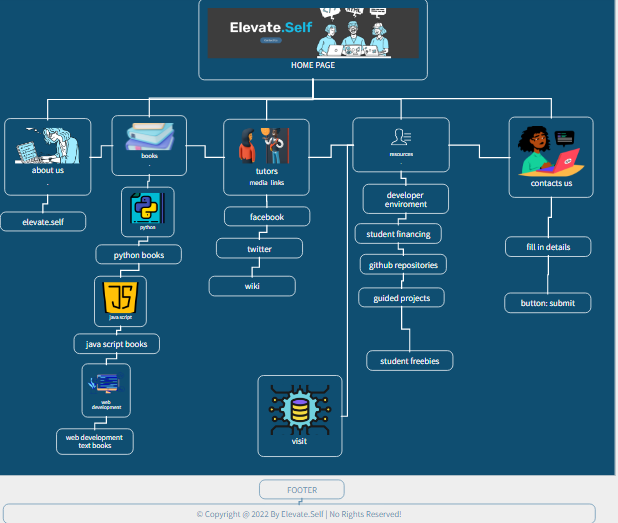 Elevate.Self
HOME PAGE
about us
books
tutors
media links
resources
contacts us
elevate.self
python
python books
java script
java script books
web
development
web development
text books
facebook
twitter
wiki
developer
enviroment
student financing
github repositories
guided projects
student freebies
visit
fill in details
button: submit
FOOTER
© Copyright @ 2022 By Elevate.Self | No Rights Reserved!